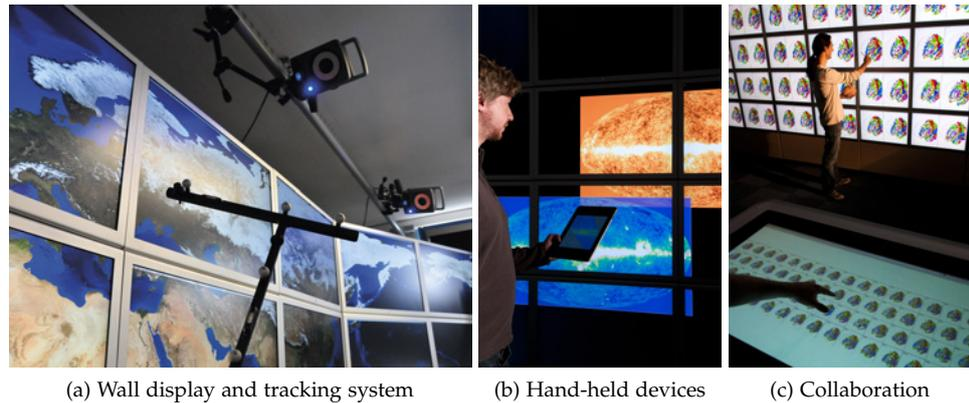 (a) Wall display and tracking system
(b) Hand-held devices
(c) Collaboration